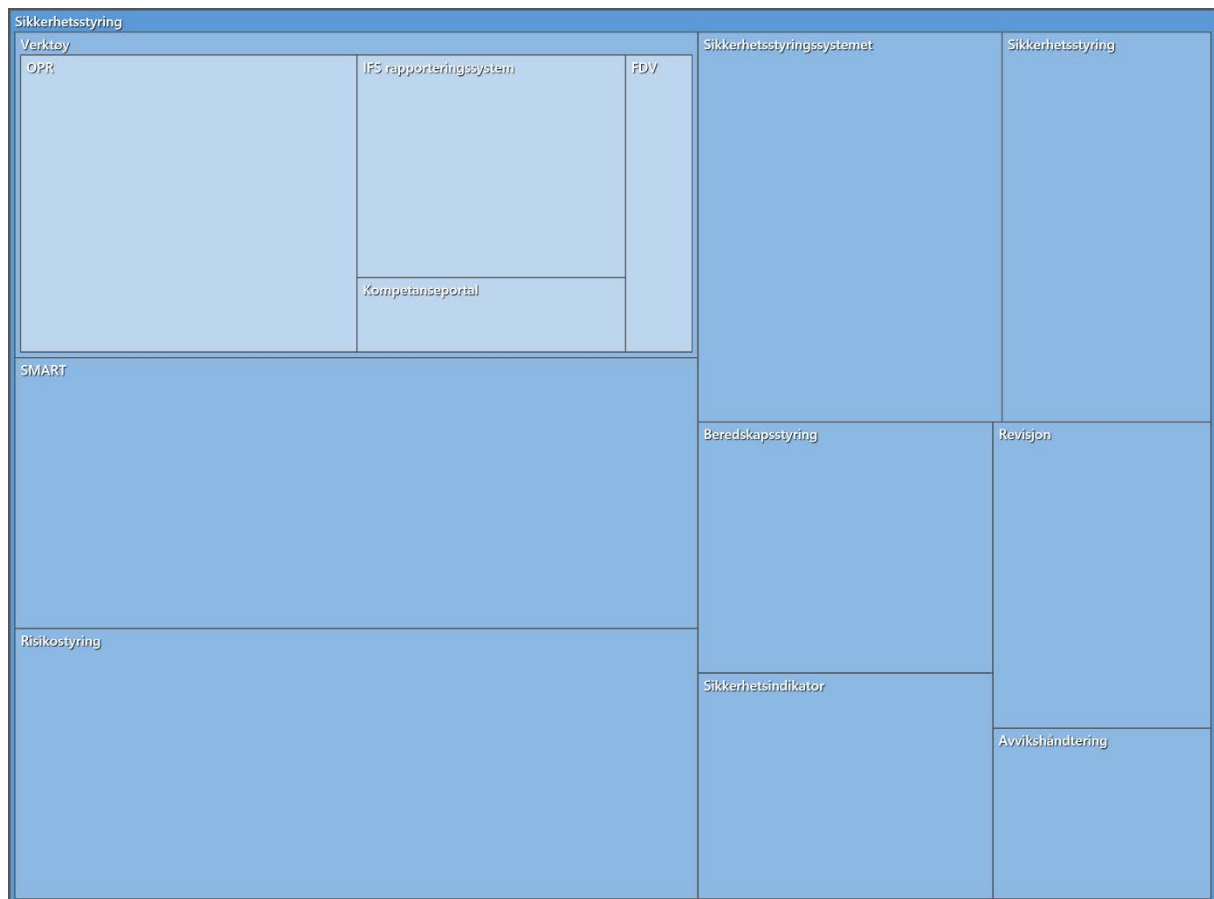 Sikkerhetsstyring
Verktøy
OPR
IFS rapporteringssystem
FDV
Kompetanseportal
SMART
Risikostyring
Sikkerhetsstyringssystemet
Sikkerhetsstyring
Beredskapsstyring
Revisjon
Sikkerhetsindikator
Avvikshåndtering